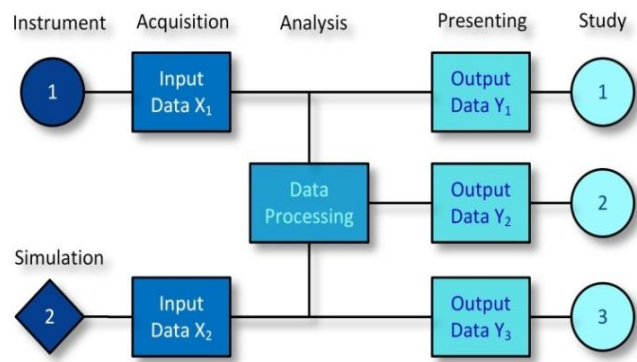 Instrument Acquisition Analysis Presenting Study
1 Input Output 1
Data X₁ Data Y₁
Data Output 2
Processing Data Y₂
Simulation
2 Input Output 3
Data X₂ Data Y₃